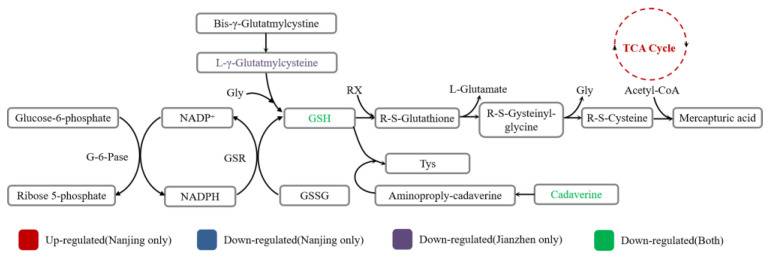 Bis-γ-Glutatmylcystine
L-γ-Glutatmylcysteine
TCA Cycle
Gly
RX
L-Glutamate
Gly
Acetyl-CoA
Glucose-6-phosphate
NADP+
GSH
R-S-Glutathione
R-S-Gysteinyl-
glycine
R-S-Cysteine
Mercapturic acid
G-6-Pase
GSR
Tys
Ribose 5-phosphate
NADPH
GSSG
Aminoproply-cadaverine
Cadaverine
Up-regulated(Nanjing only)
Down-regulated(Nanjing only)
Down-regulated(Jianzhen only)
Down-regulated(Both)